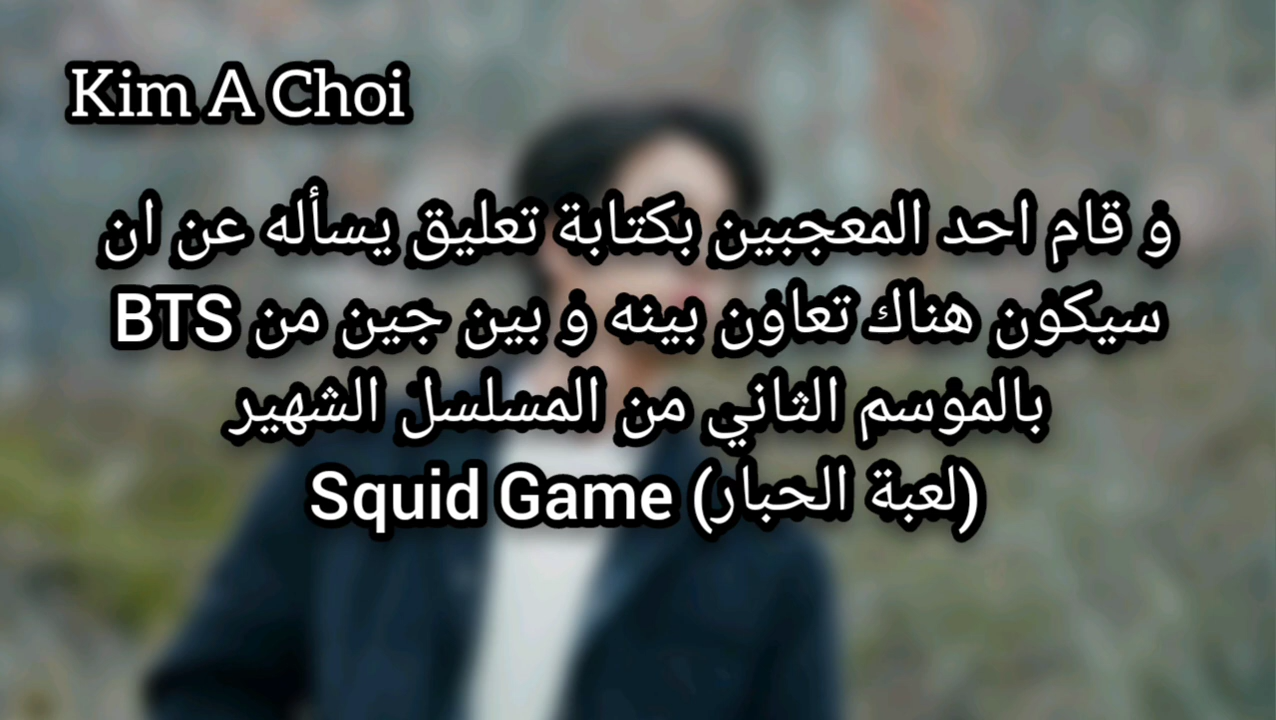 Kim A Choi
و قام احد المعجبين بكتابة تعليق يسأله عن ان
سيكون هناك تعاون بينه و بين جين من BTS
بالموسم الثاني من المسلسل الشهير
(لعبة الحبار) Squid Game